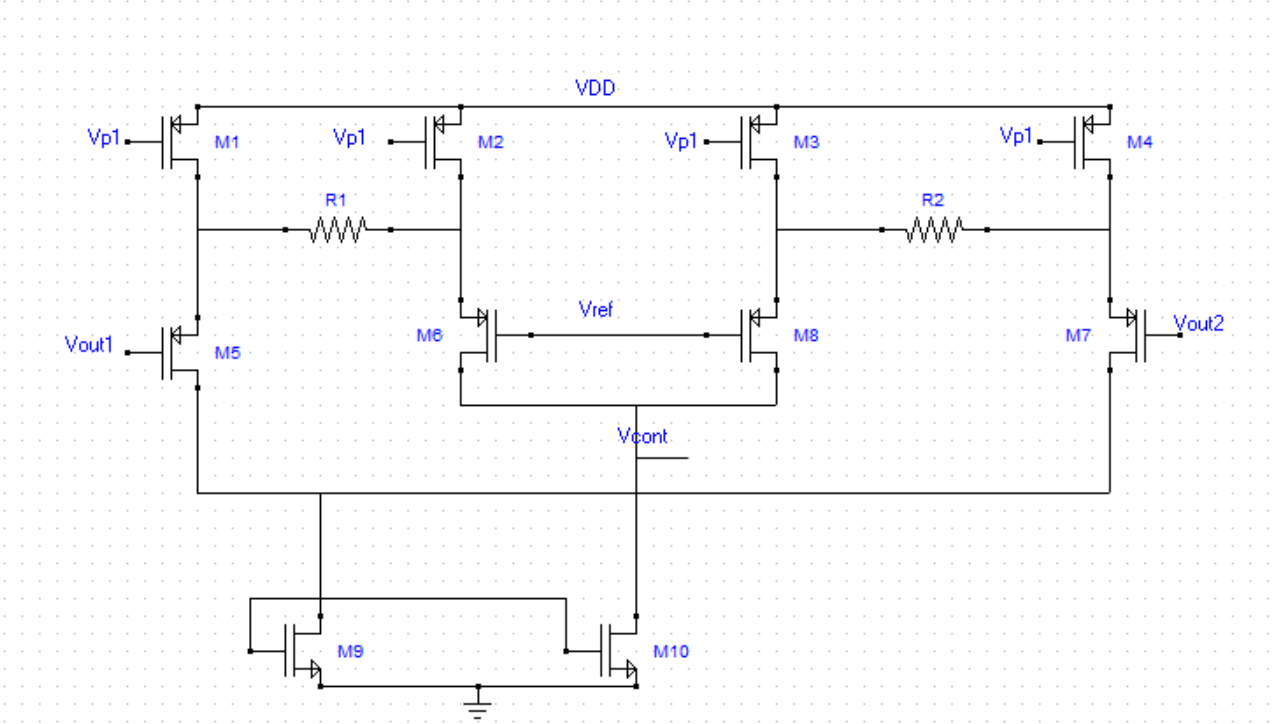 VDD
Vp1
M1
Vp1
M2
Vp1
M3
Vp1
M4
R1
R2
Vout1
M5
M6
Vref
M8
M7
Vout2
Vcont
M9
M10